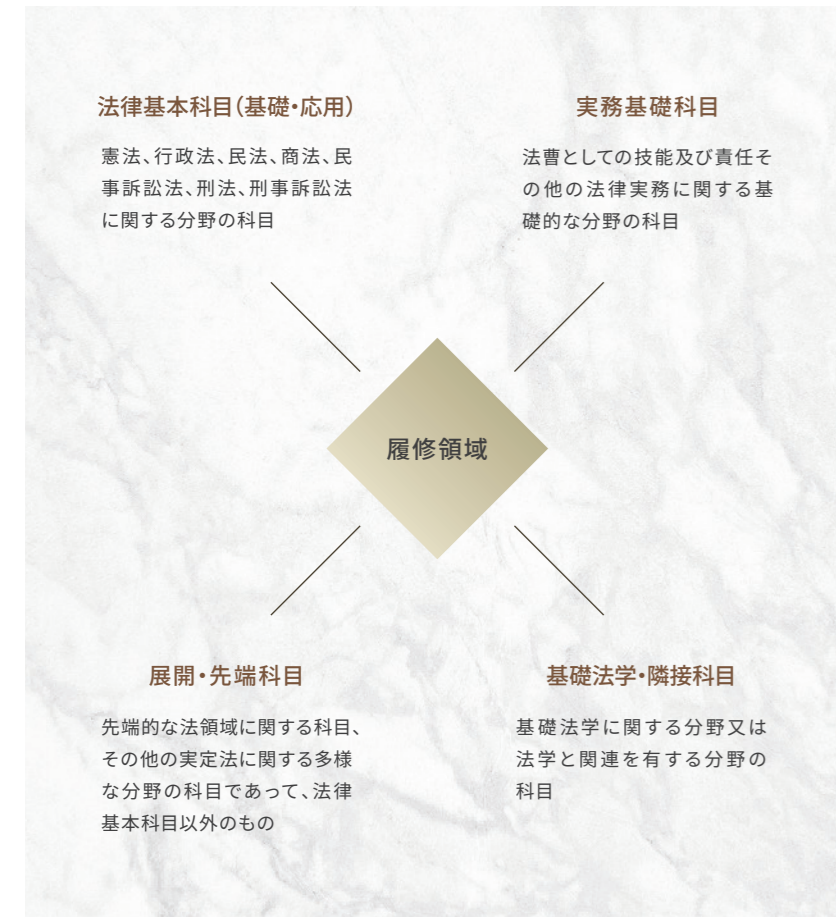 法律基本科目（基礎・応用）
憲法、行政法、民法、商法、民
事訴訟法、刑法、刑事訴訟法
に関する分野の科目
実務基礎科目
法曹としての技能及び責任そ
の他の法律実務に関する基
礎的な分野の科目
履修領域
展開・先端科目
先端的な法領域に関する科目、
その他の実定法に関する多様
な分野の科目であって、法律
基本科目以外のもの
基礎法学・隣接科目
基礎法学に関する分野又は
法学と関連を有する分野の
科目